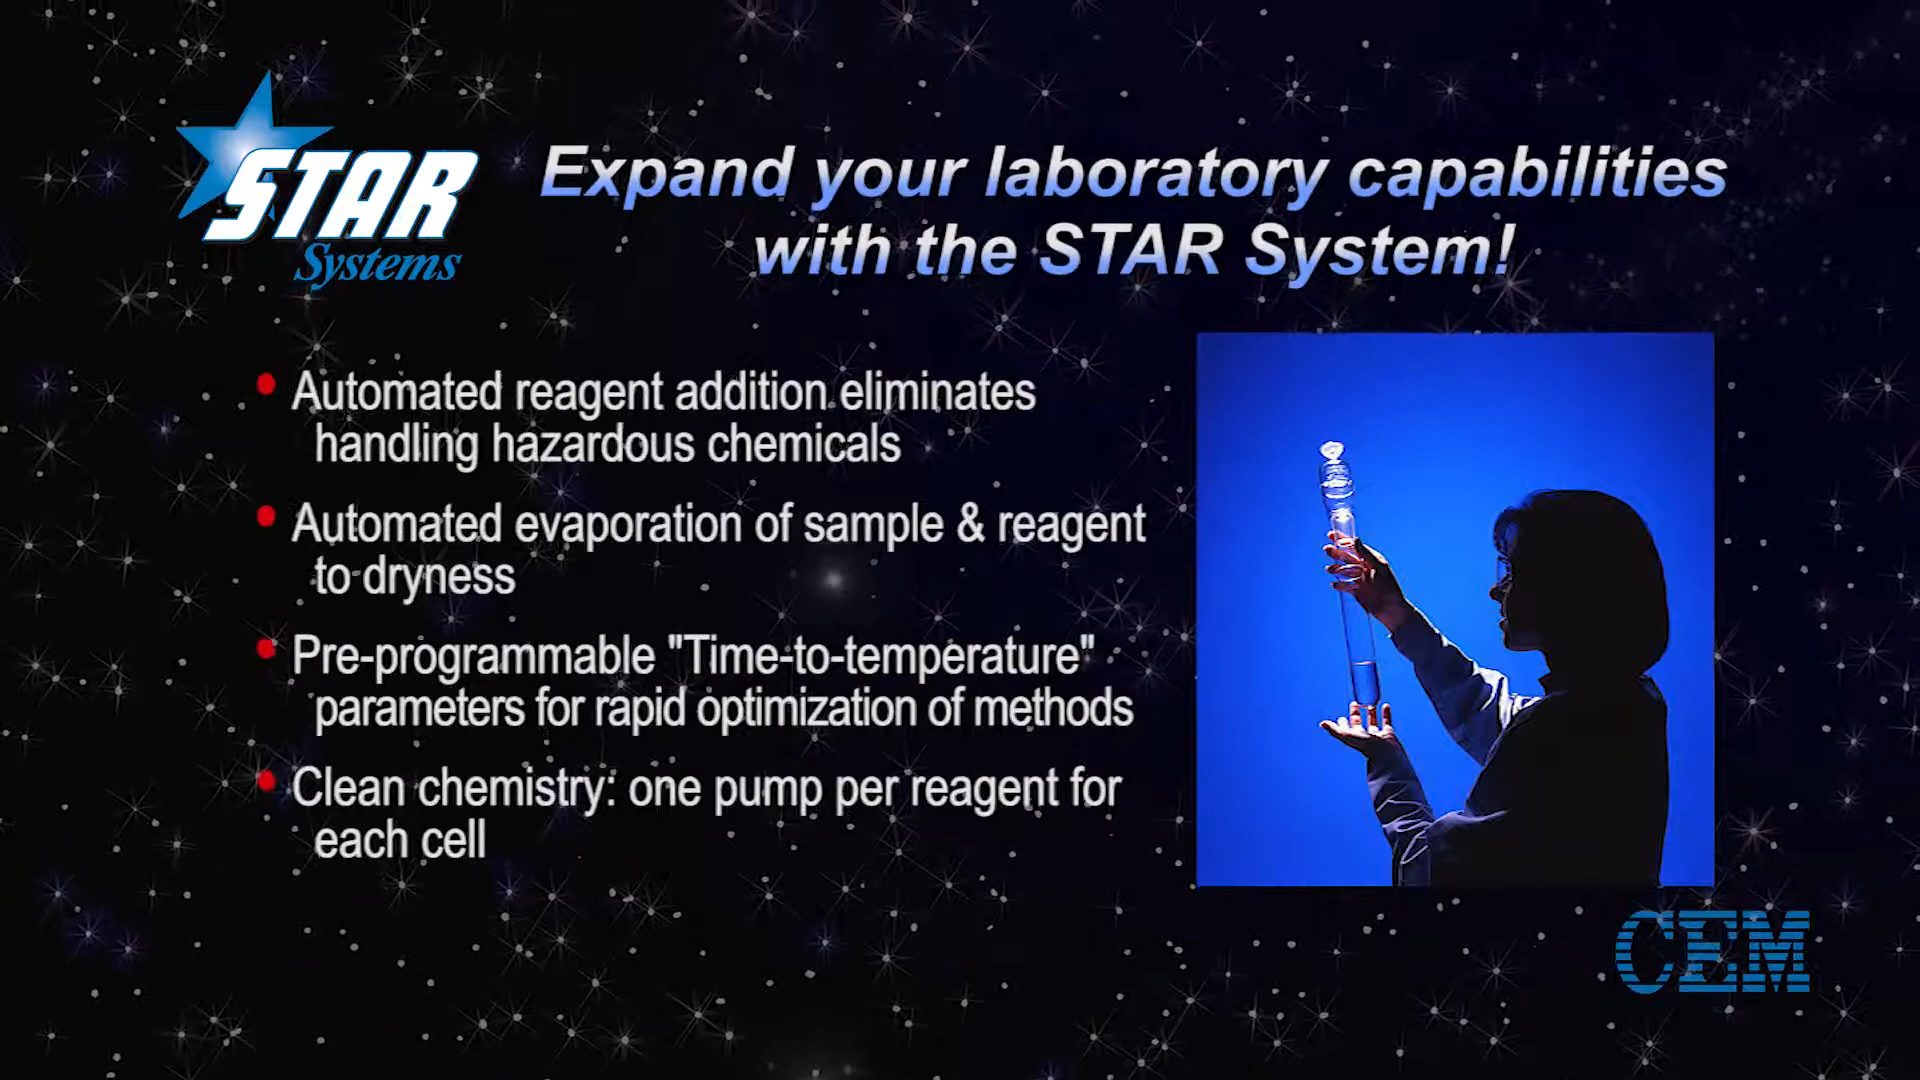 STAR
Systems
Expand your laboratory capabilities
with the STAR System!
• Automated reagent addition eliminates
handling hazardous chemicals
• Automated evaporation of sample & reagent
to dryness
• Pre-programmable "Time-to-temperature"
parameters for rapid optimization of methods
• Clean chemistry: one pump per reagent for
each cell
CEM